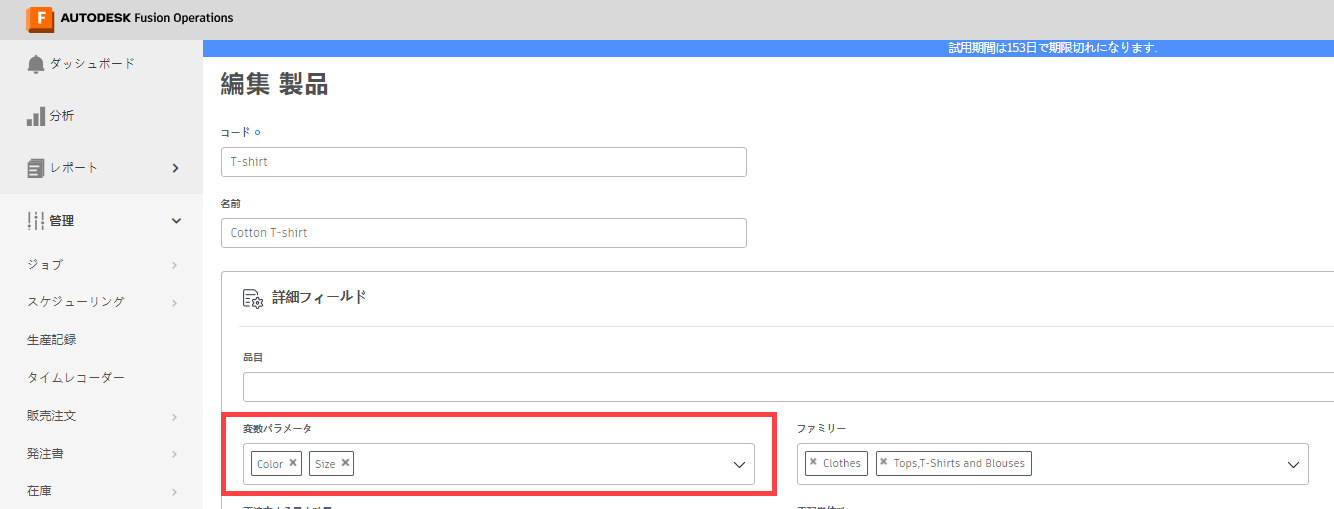 AUTODESK Fusion Operations
試用期間は153日で期限切れになります.
ダッシュボード
分析
レポート
管理
ジョブ
スケジューリング
生産記録
タイムレコーダー
販売注文
発注書
在庫
編集 製品
コード
T-shirt
名前
Cotton T-shirt
詳細フィールド
品目
変数パラメータ
Color ×
Size ×
ファミリー
× Clothes
× Tops,T-Shirts and Blouses